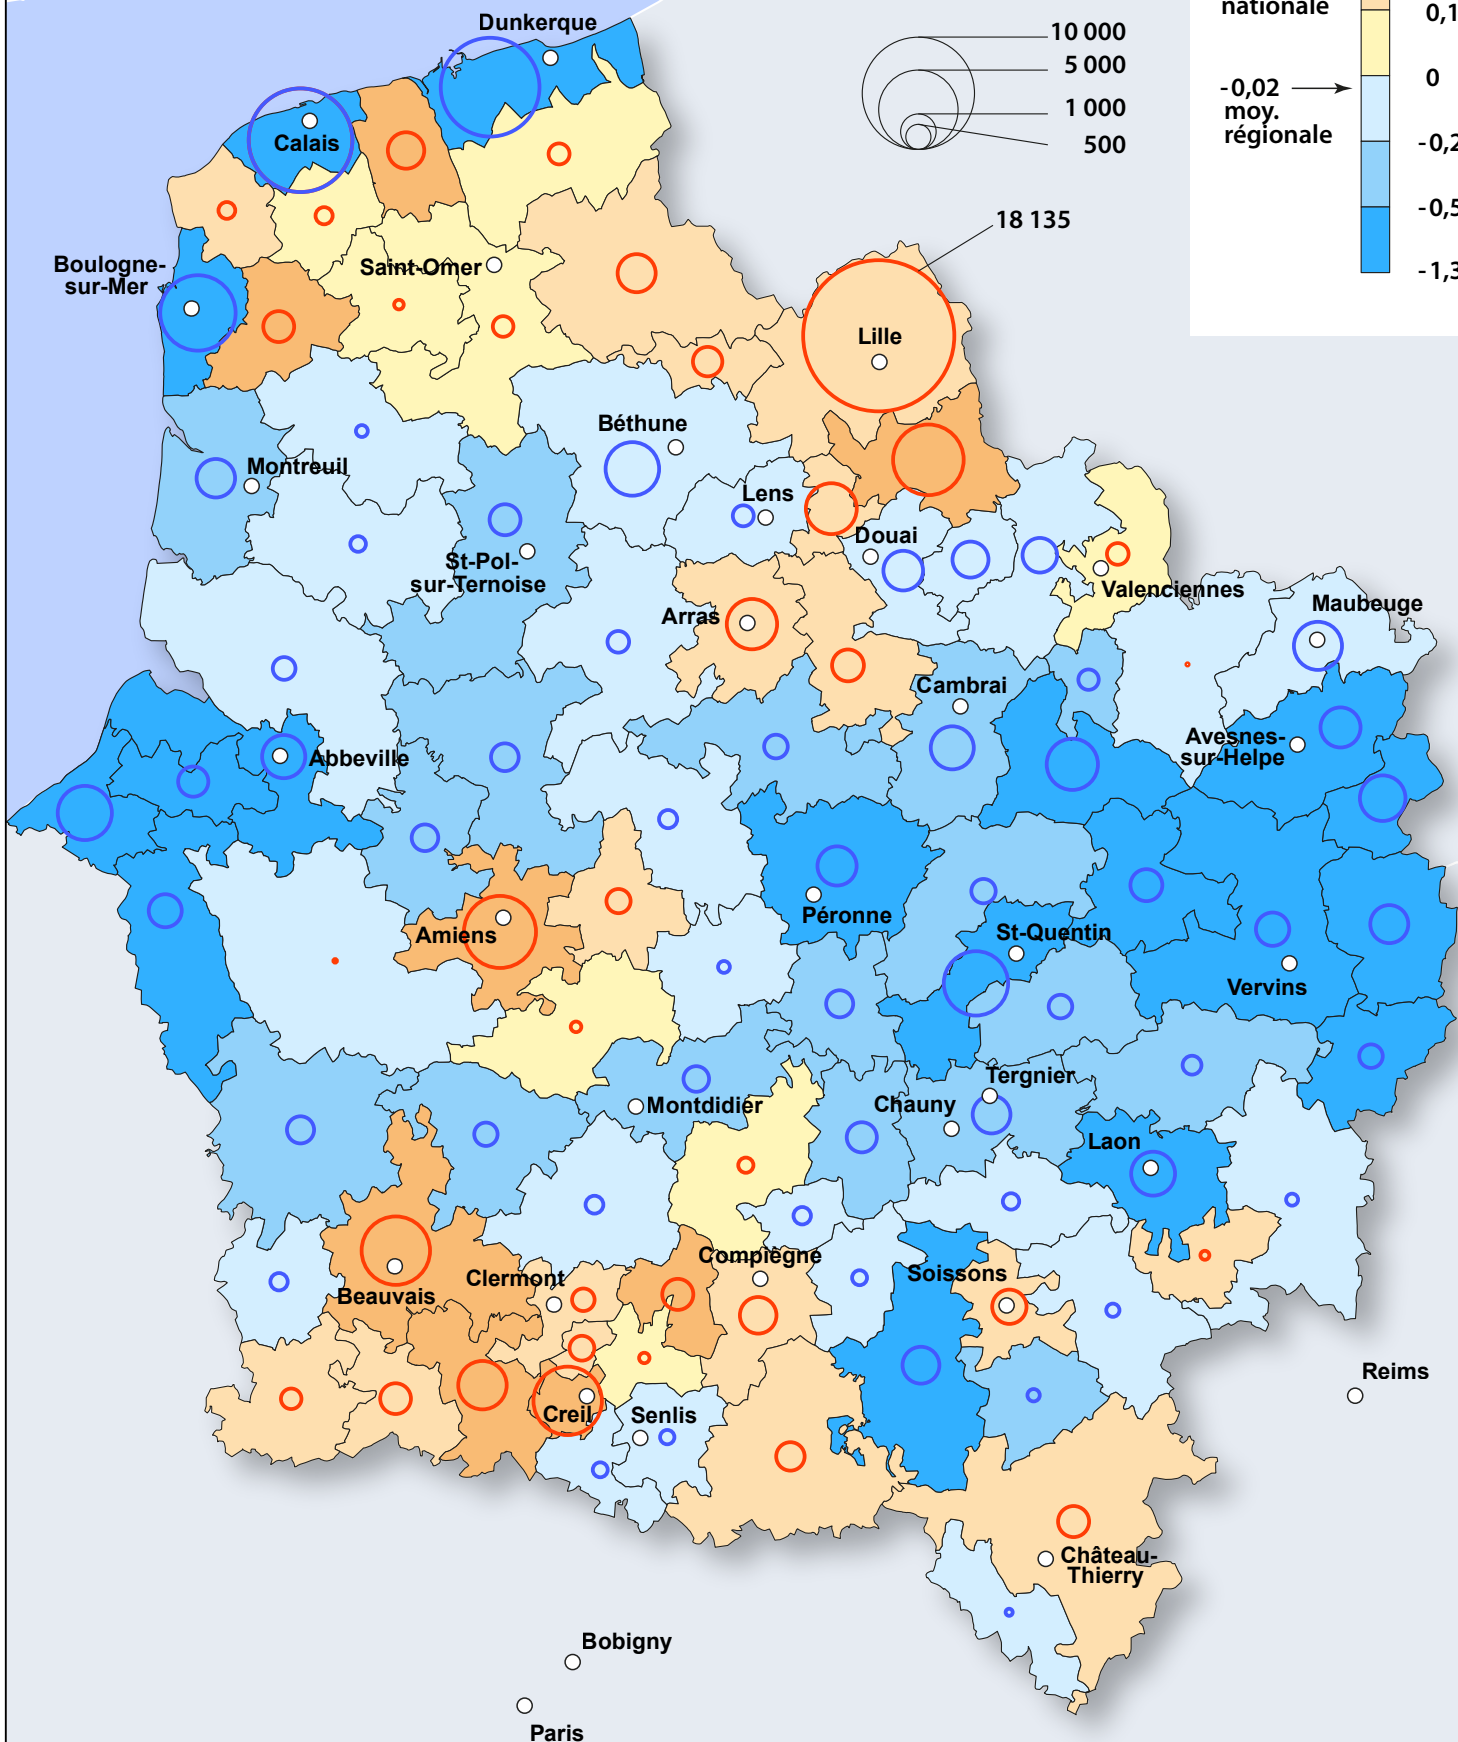 nationale
0,1
0
-0,02
moy.
régionale
-0,2
-0,5
-1,3
10 000
5 000
1 000
500
18 135
Dunkerque
Calais
Boulogne-
sur-Mer
Saint-Omer
Lille
Béthune
Montreuil
Lens
Douai
St-Pol-
sur-Ternoise
Valenciennes
Maubeuge
Arras
Cambrai
Avesnes-
sur-Helpe
Abbeville
Péronne
Amiens
St-Quentin
Vervins
Tergnier
Montdidier
Chauny
Laon
Compiègne
Soissons
Clermont
Beauvais
Reims
Creil
Senlis
Château-
Thierry
Bobigny
Paris